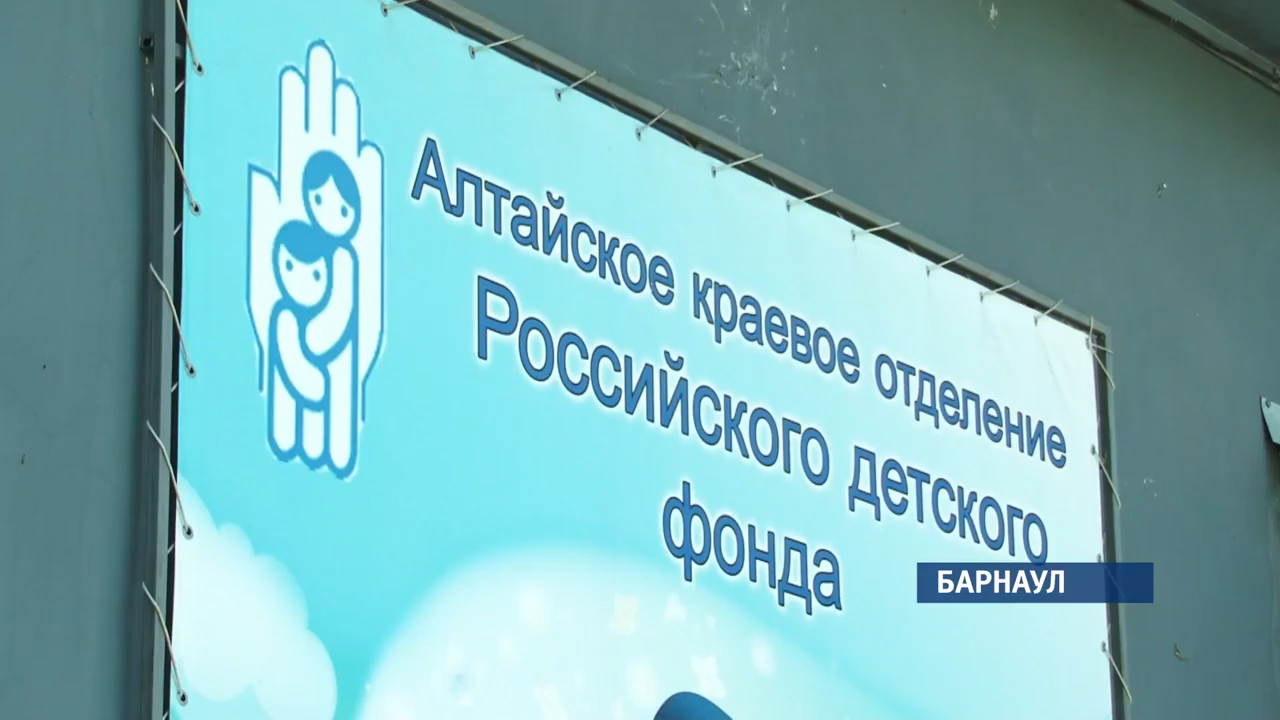 Алтайское краевое отделение
Российского детского
фонда
БАРНАУЛ